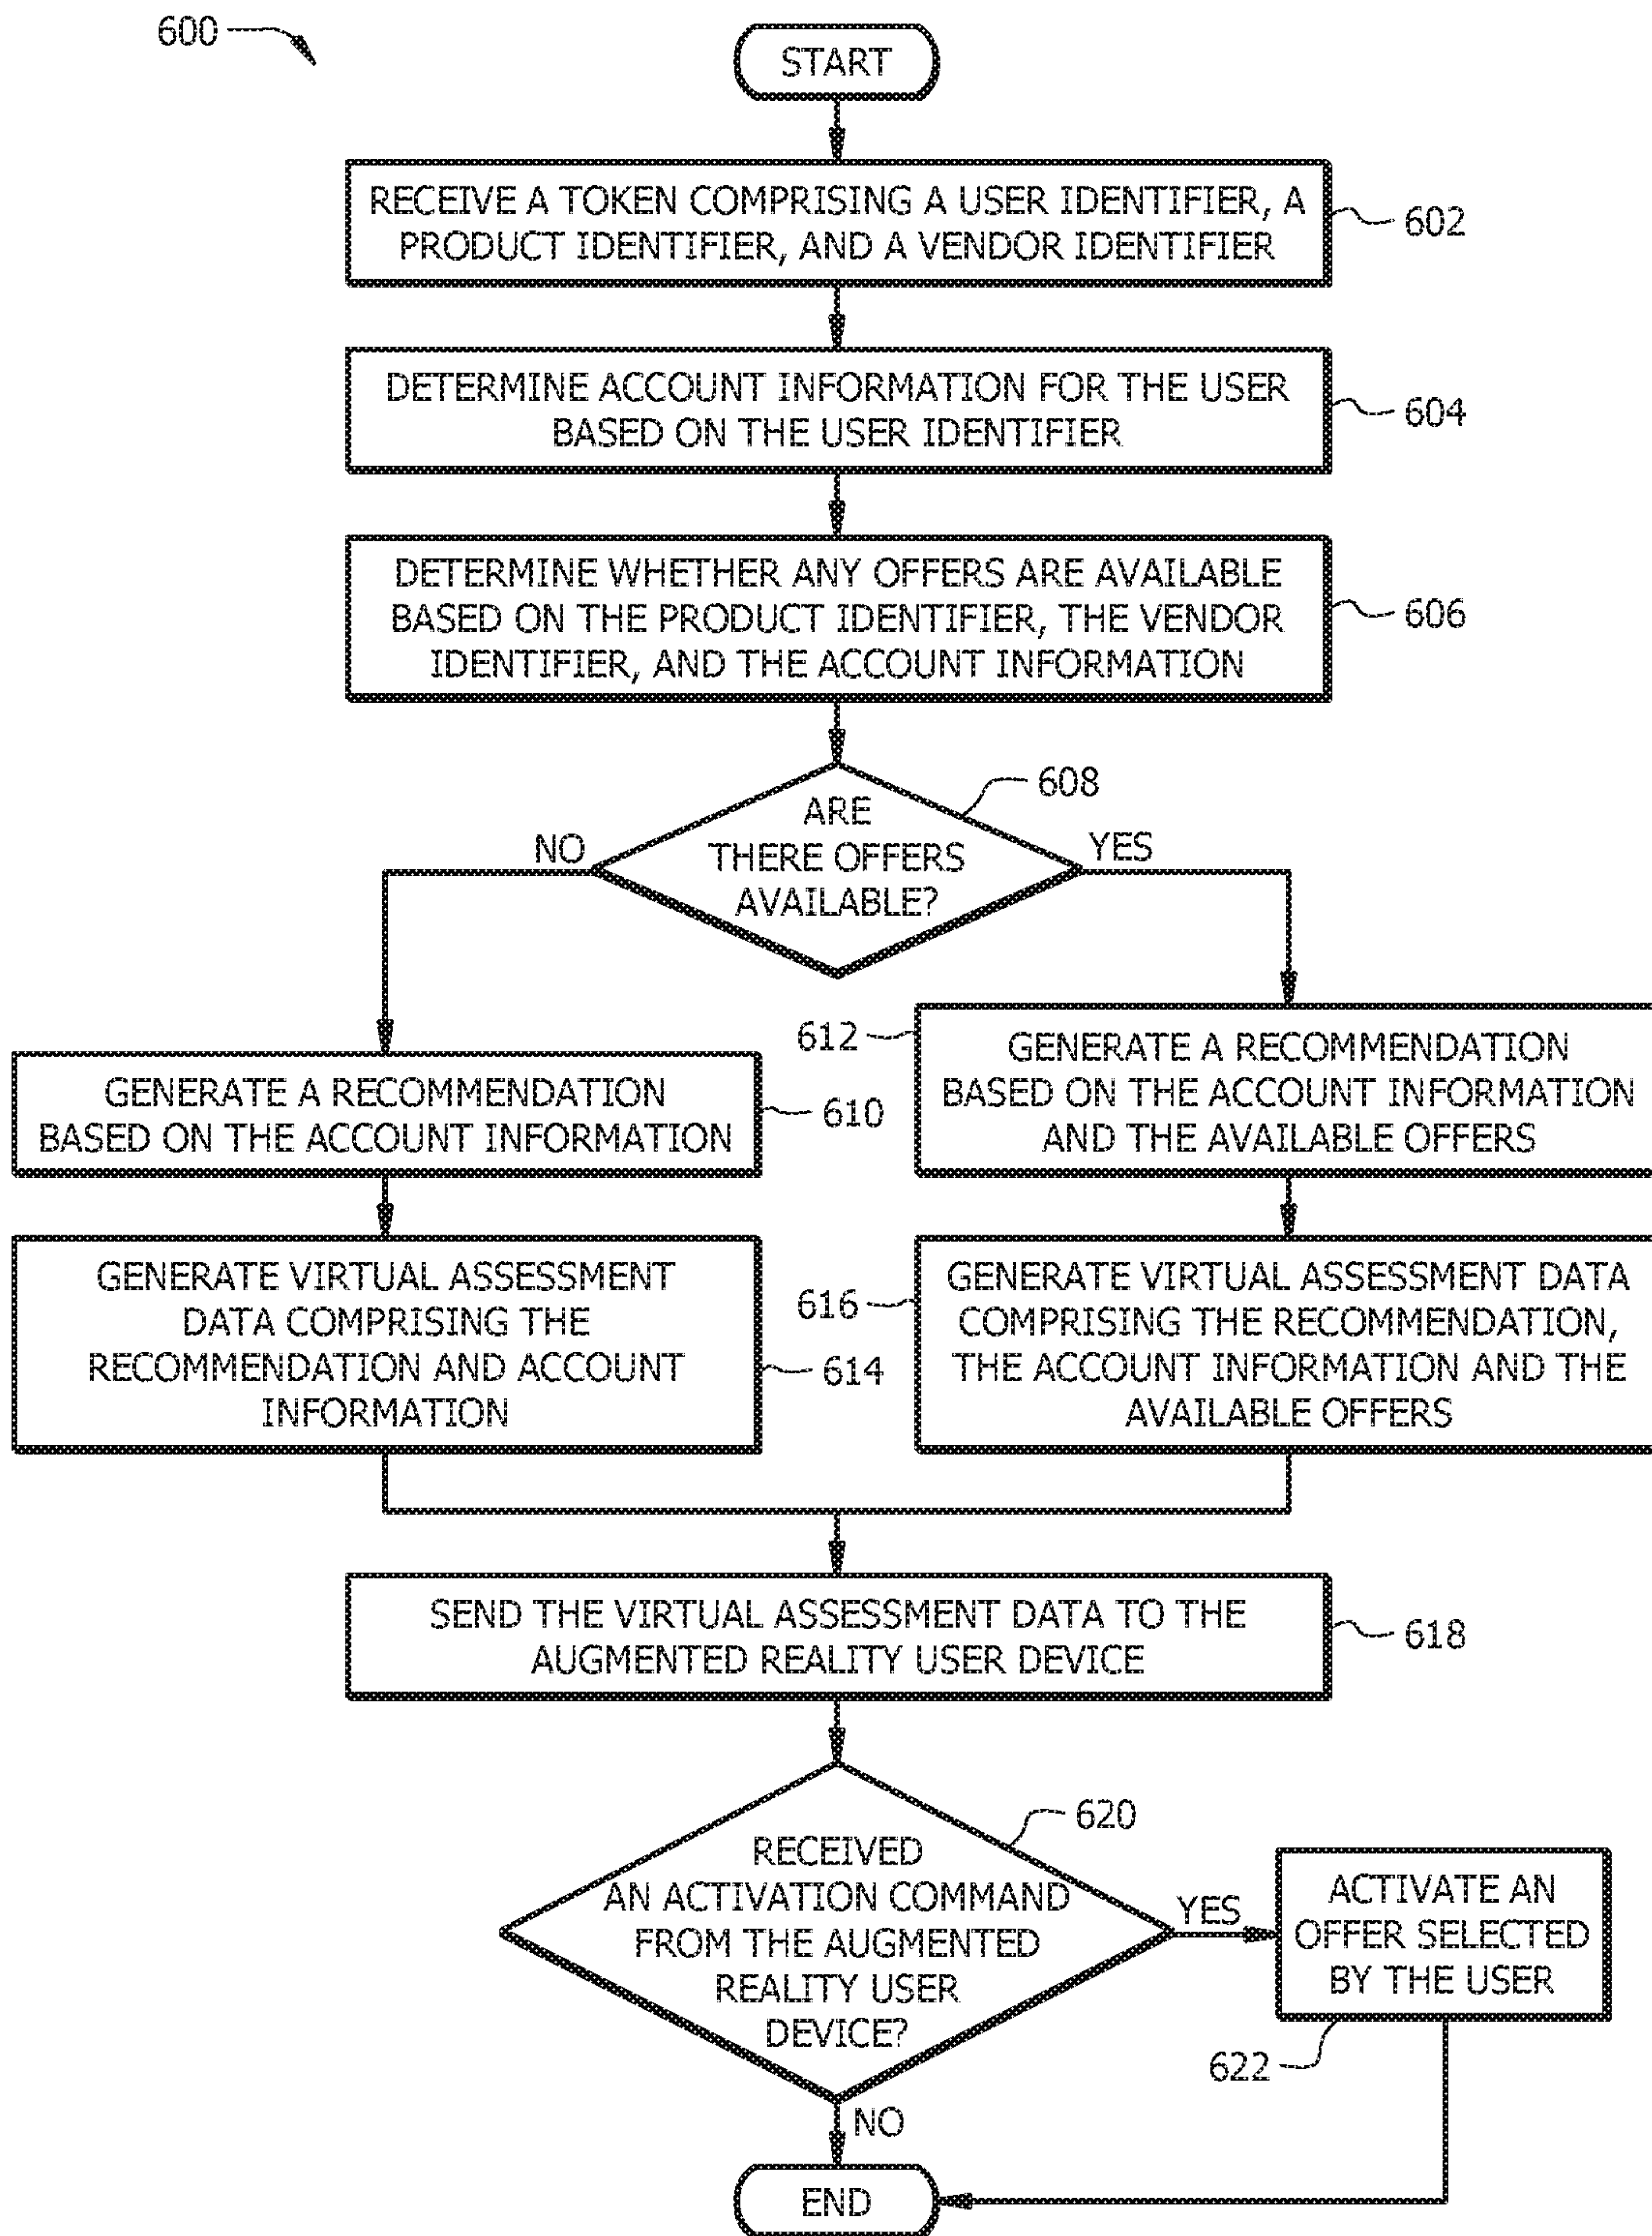 600
START
RECEIVE A TOKEN COMPRISING A USER IDENTIFIER, A
PRODUCT IDENTIFIER, AND A VENDOR IDENTIFIER
602
DETERMINE ACCOUNT INFORMATION FOR THE USER
BASED ON THE USER IDENTIFIER
604
DETERMINE WHETHER ANY OFFERS ARE AVAILABLE
BASED ON THE PRODUCT IDENTIFIER, THE VENDOR
IDENTIFIER, AND THE ACCOUNT INFORMATION
606
608
ARE
THERE OFFERS
AVAILABLE?
NO
YES
GENERATE A RECOMMENDATION
BASED ON THE ACCOUNT INFORMATION
610
612
GENERATE A RECOMMENDATION
BASED ON THE ACCOUNT INFORMATION
AND THE AVAILABLE OFFERS
GENERATE VIRTUAL ASSESSMENT
DATA COMPRISING THE
RECOMMENDATION AND ACCOUNT
INFORMATION
614
616
GENERATE VIRTUAL ASSESSMENT DATA
COMPRISING THE RECOMMENDATION,
THE ACCOUNT INFORMATION AND THE
AVAILABLE OFFERS
SEND THE VIRTUAL ASSESSMENT DATA TO THE
AUGMENTED REALITY USER DEVICE
618
620
RECEIVED
AN ACTIVATION COMMAND
FROM THE AUGMENTED
REALITY USER
DEVICE?
YES
ACTIVATE AN
OFFER SELECTED
BY THE USER
622
NO
END